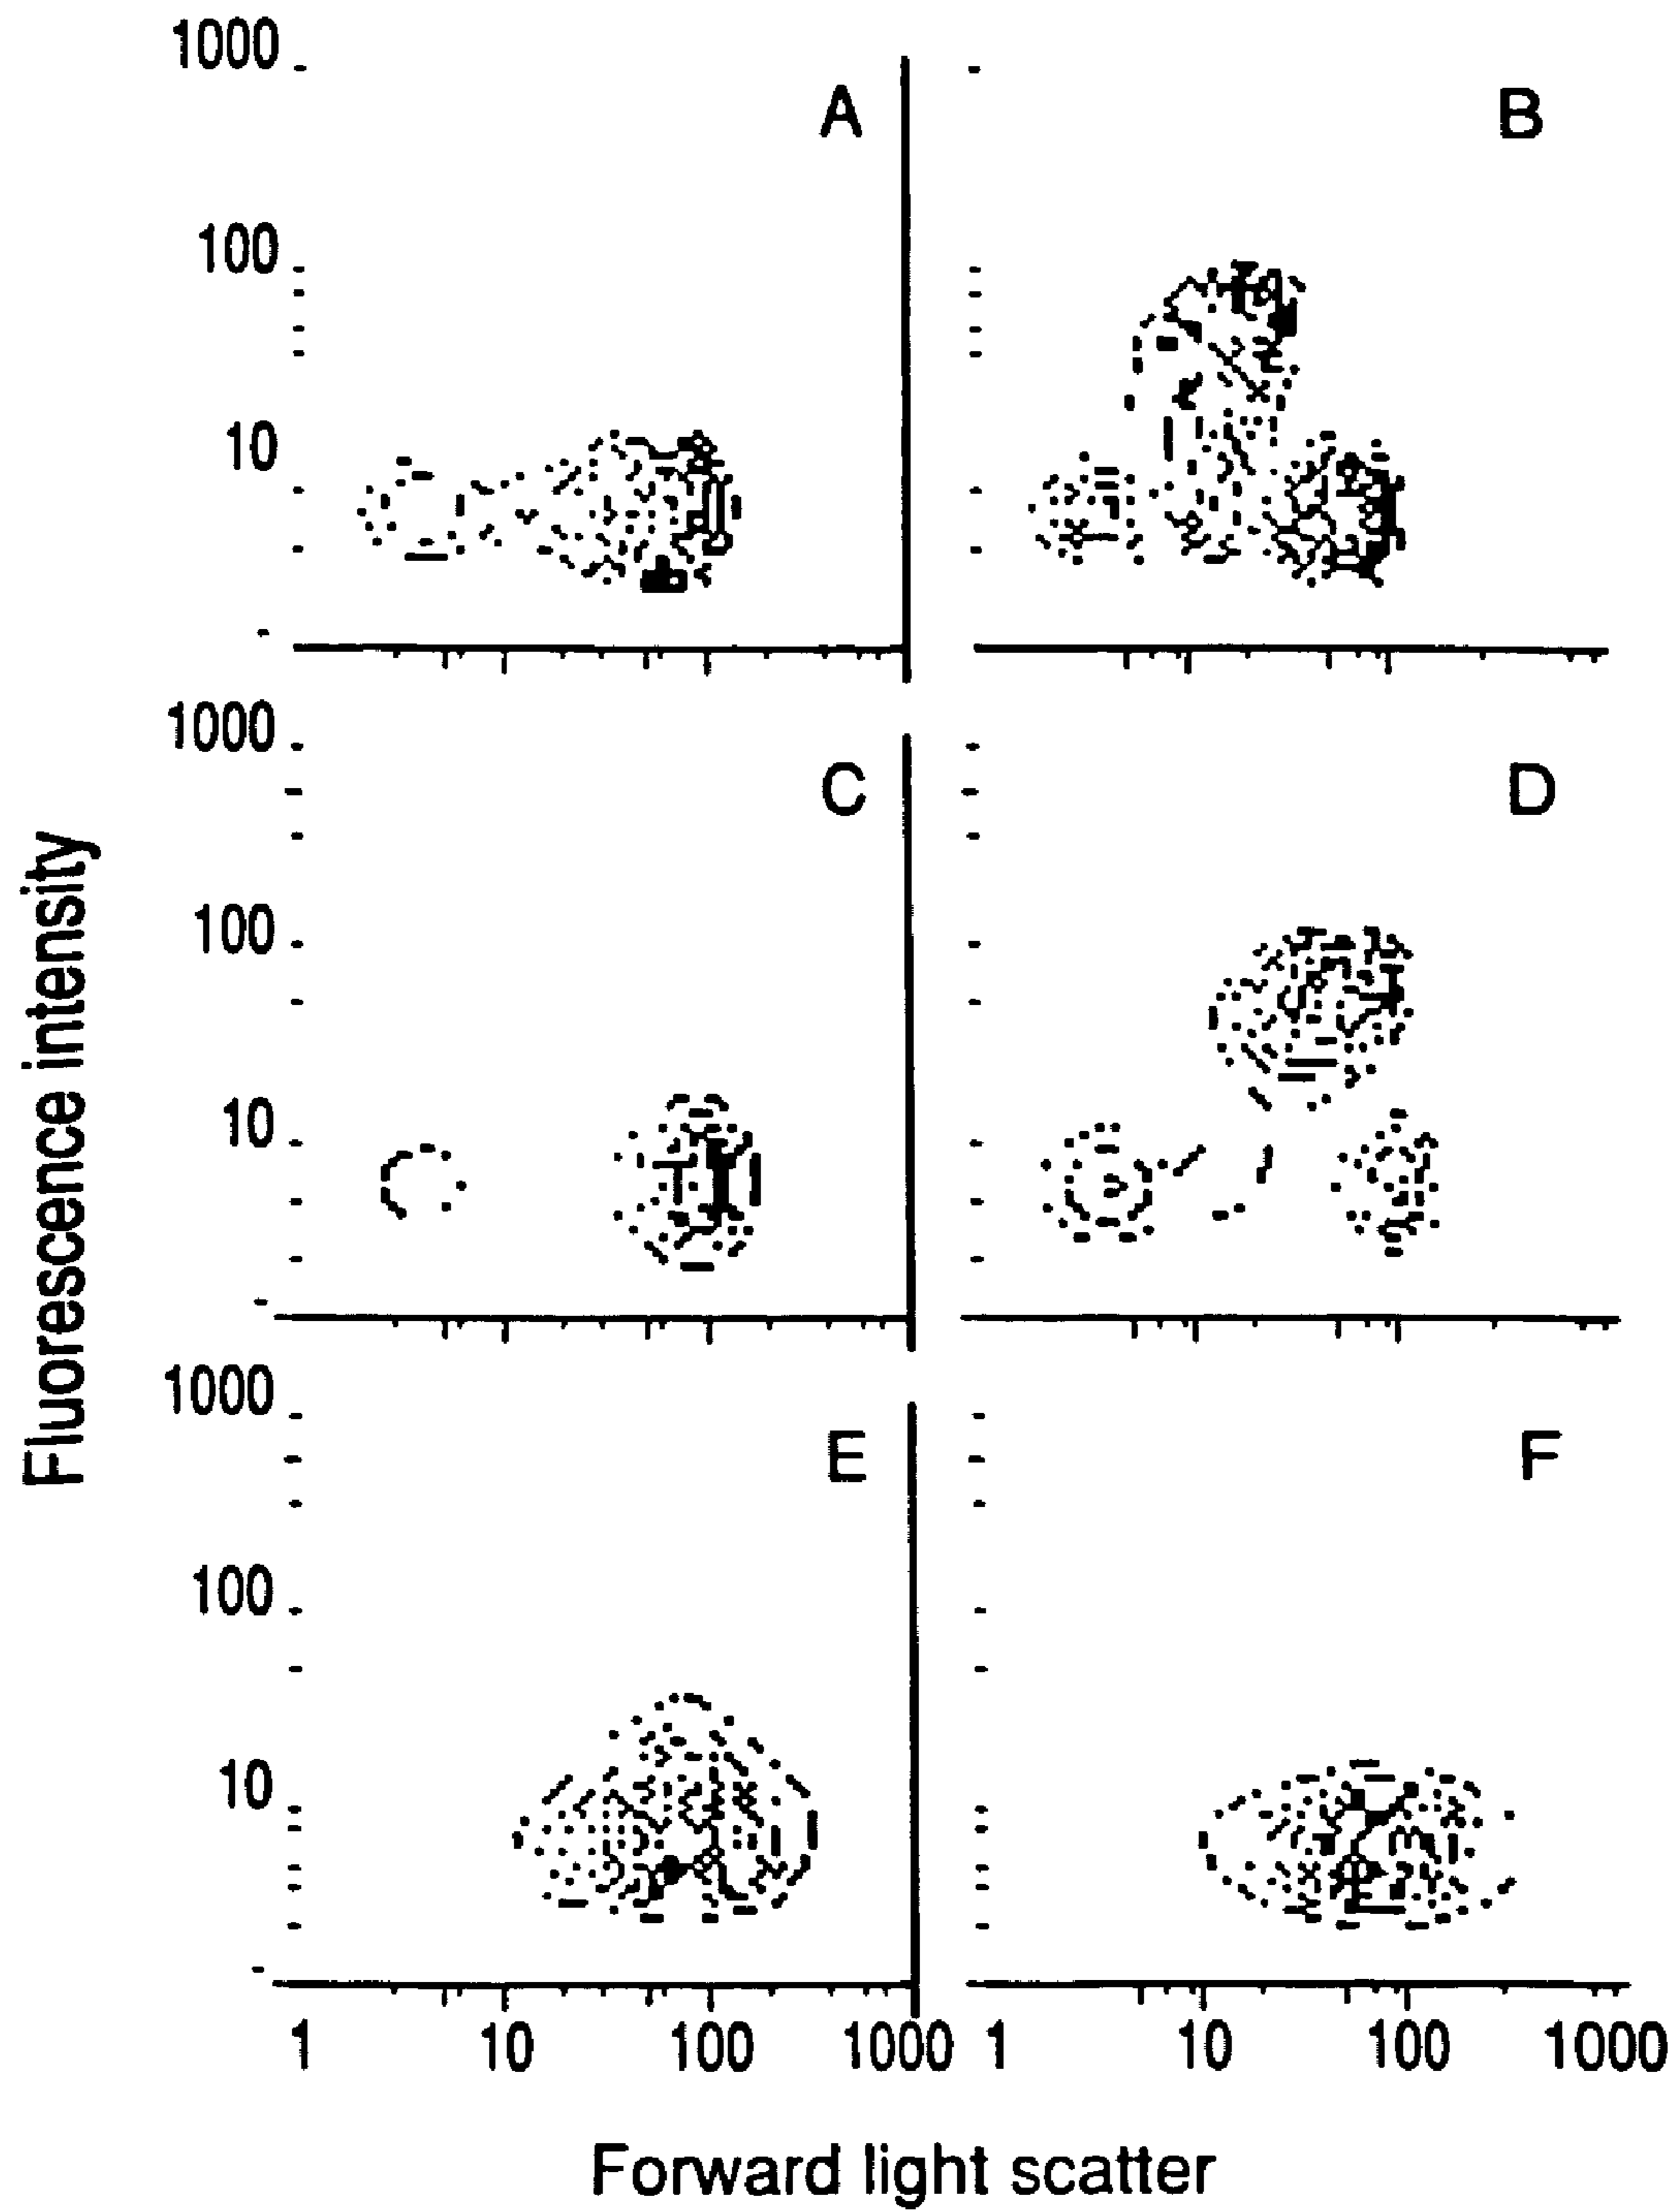 1000
A
B
100
10
1000
C
D
100
10
1000
E
F
100
10
1 10 100 1000 1 10 100 1000
Fluorescence intensity
Forward light scatter